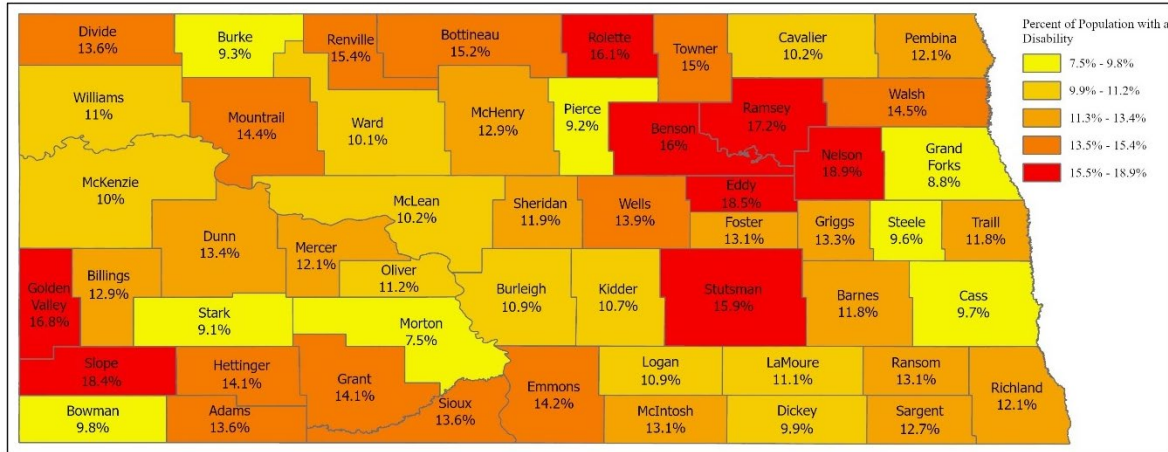 Percent of Population with a
Disability
7.5% - 9.8%
9.9% - 11.2%
11.3% - 13.4%
13.5% - 15.4%
15.5% - 18.9%
Divide
13.6%
Burke
9.3%
Renville
15.4%
Bottineau
15.2%
Rolette
16.1%
Towner
15%
Cavalier
10.2%
Pembina
12.1%
Williams
11%
Mountrail
14.4%
Ward
10.1%
McHenry
12.9%
Pierce
9.2%
Benson
16%
Ramsey
17.2%
Walsh
14.5%
Nelson
18.9%
Grand
Forks
8.8%
McKenzie
10%
McLean
10.2%
Sheridan
11.9%
Wells
13.9%
Eddy
18.5%
Foster
13.1%
Griggs
13.3%
Steele
9.6%
Traill
11.8%
Dunn
13.4%
Mercer
12.1%
Oliver
11.2%
Golden
Valley
16.8%
Billings
12.9%
Stark
9.1%
Morton
7.5%
Burleigh
10.9%
Kidder
10.7%
Stutsman
15.9%
Barnes
11.8%
Cass
9.7%
Slope
18.4%
Hettinger
14.1%
Grant
14.1%
Sioux
13.6%
Emmons
14.2%
Logan
10.9%
LaMoure
11.1%
Ransom
13.1%
Richland
12.1%
Bowman
9.8%
Adams
13.6%
McIntosh
13.1%
Dickey
9.9%
Sargent
12.7%